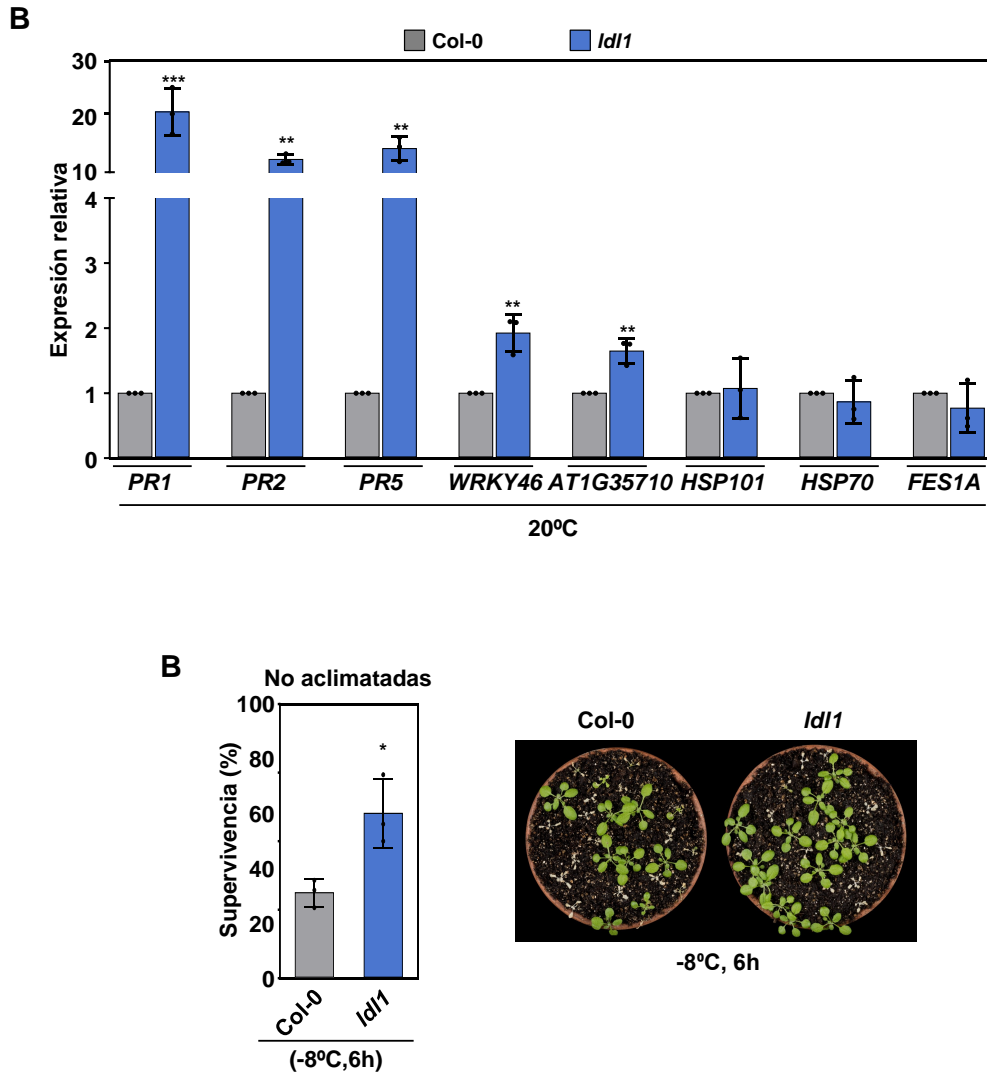 B
Col-0 ldl1
30
20
10
4
3
2
1
0
Expresión relativa
***
**
**
**
**
PR1 PR2 PR5 WRKY46 AT1G35710 HSP101 HSP70 FES1A
20ºC
B
No aclimatadas
100
80
60
40
20
0
Supervivencia (%)
*
Col-0 ldl1
(-8ºC,6h)
Col-0 ldl1
-8ºC, 6h